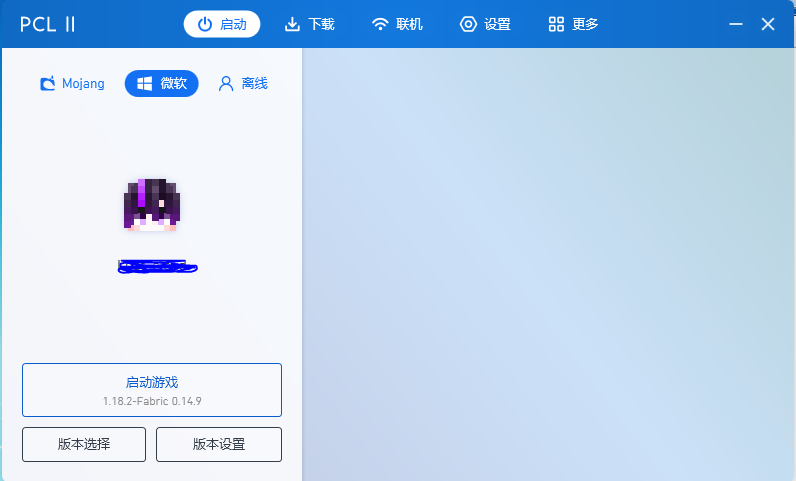 PCL II 启动 下载 联机 设置 更多
Mojang 微软 离线
启动游戏
1.18.2-Fabric 0.14.9
版本选择 版本设置